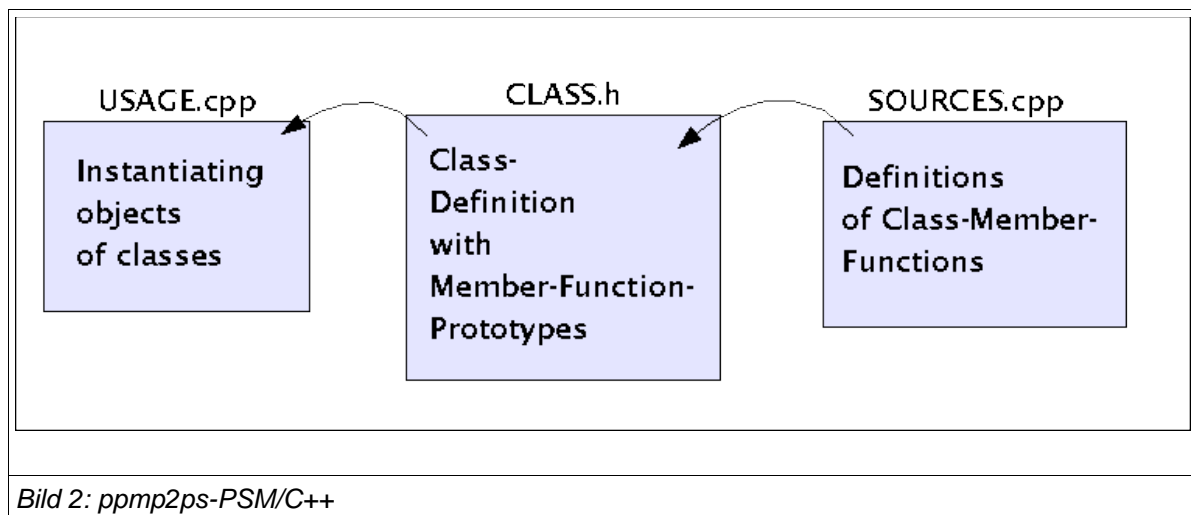 USAGE.cpp
Instantiating
objects
of classes
CLASS.h
Class-
Definition
with
Member-Function-
Prototypes
SOURCES.cpp
Definitions
of Class-Member-
Functions
Bild 2: ppmp2ps-PSM/C++